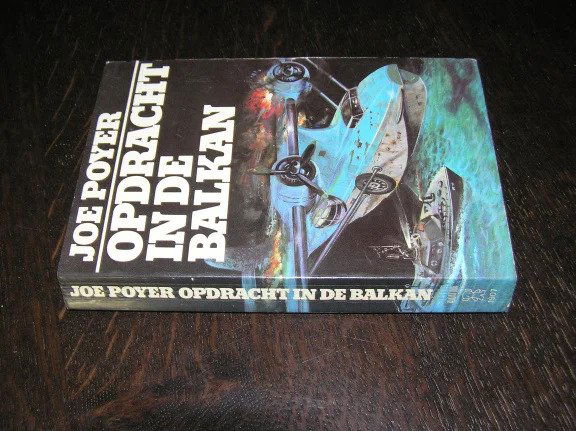 JOE POYER
OPDRACHT
IN DE
BALKAN
JOE POYER OPDRACHT IN DE BALKAN